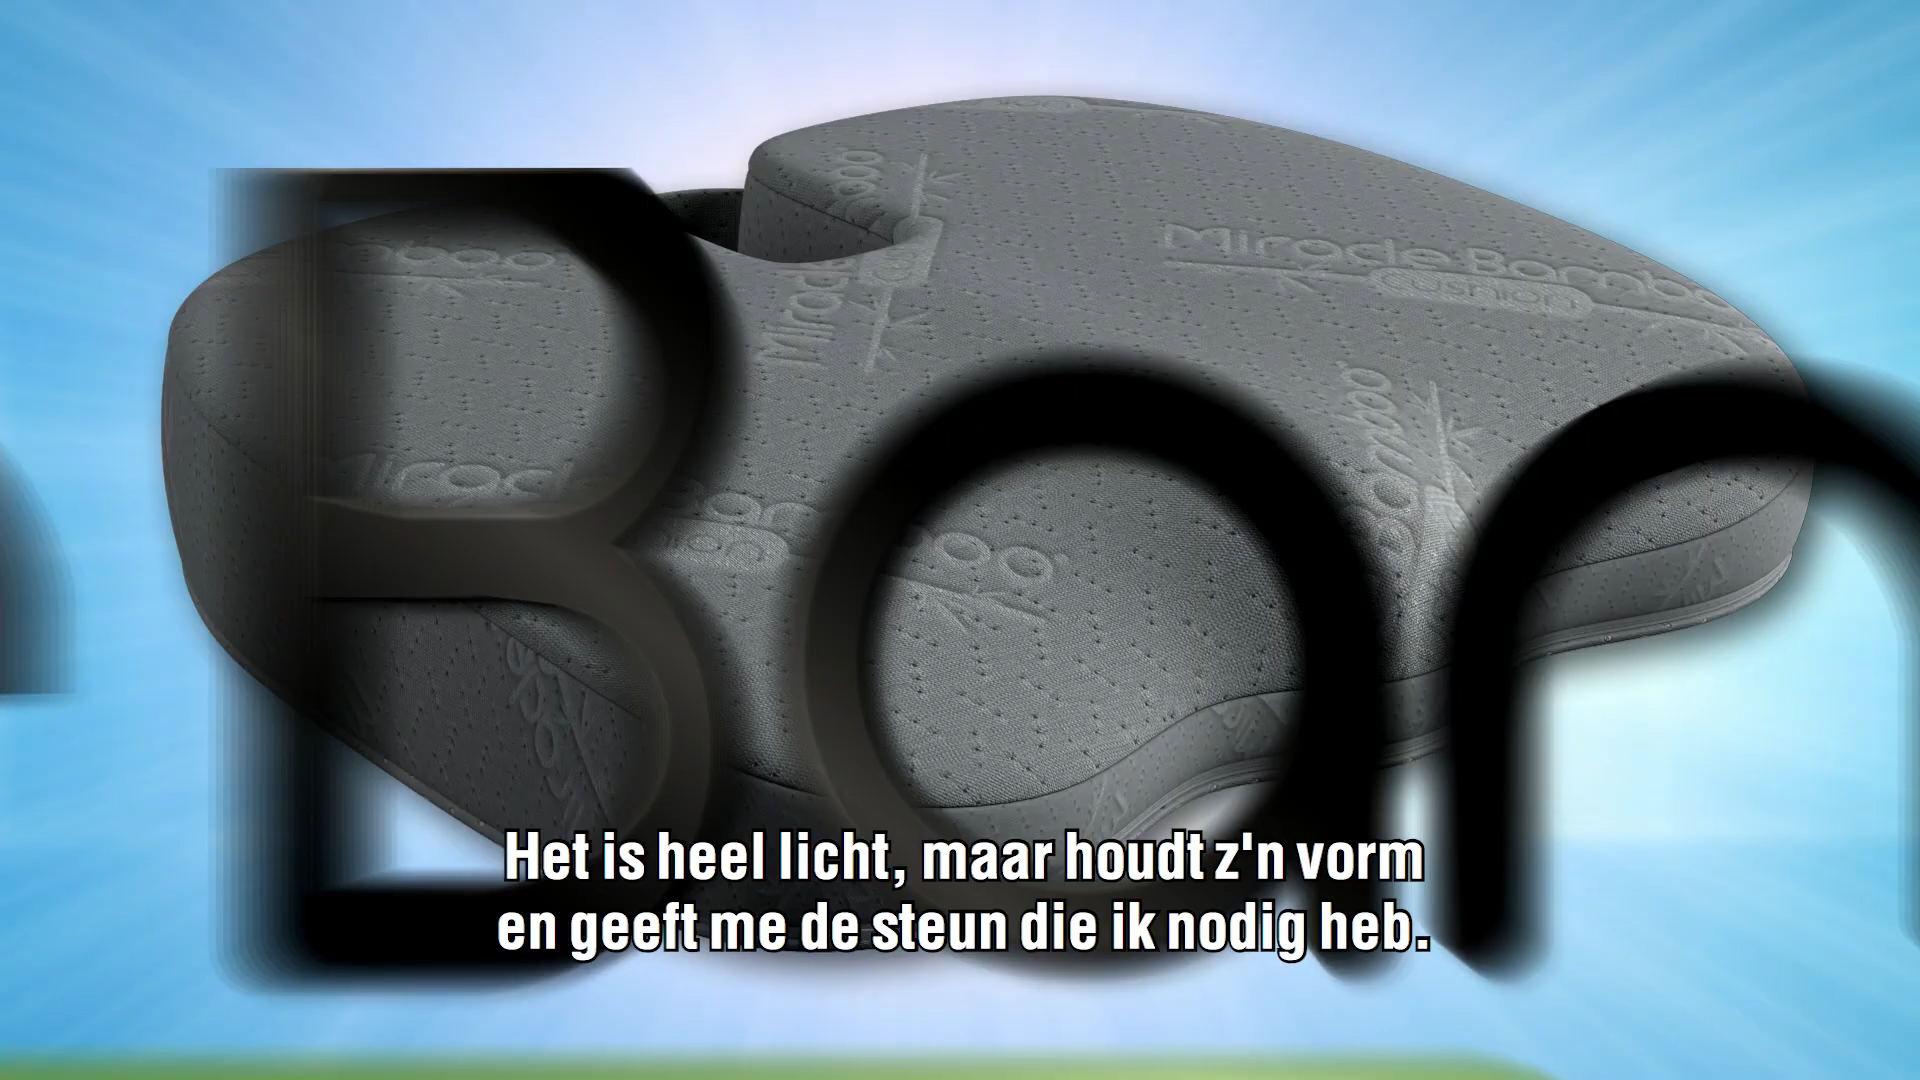 Miracle Bamboo
Cushion
Bam
Het is heel licht, maar houdt z'n vorm
en geeft me de steun die ik nodig heb.